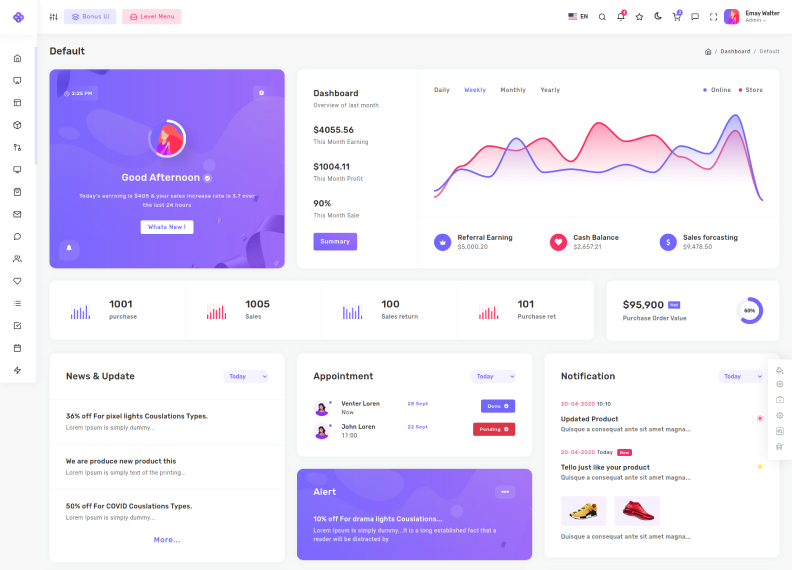 Bonus Ui
Level Menu
EN
Emay Walter
Admin
Default
/ Dashboard / Default
3:25 PM
Good Afternoon
Today's earrning is $405 & your sales increase rate is 3.7 over
the last 24 hours
Whats New !
Dashboard
Overview of last month
$4055.56
This Month Earning
$1004.11
This Month Profit
90%
This Month Sale
Summary
Daily
Weekly
Monthly
Yearly
Online
Store
Referral Earning
$5,000.20
Cash Balance
$2,657.21
Sales forcasting
$9,478.50
1001
purchase
1005
Sales
100
Sales return
101
Purchase ret
$95,900
Purchase Order Value
60%
News & Update
Today
36% off For pixel lights Couslations Types.
Lorem Ipsum is simply dummy...
We are produce new product this
Lorem Ipsum is simply text of the printing...
50% off For COVID Couslations Types.
Lorem Ipsum is simply dummy...
More...
Appointment
Today
Venter Loren
Now
28 Sept
Done
John Loren
11:00
22 Sept
Pending
Alert
10% off For drama lights Couslations...
Lorem Ipsum is simply dummy...It is a long established fact that a
reader will be distracted by
Notification
Today
20-04-2020 10:10
Updated Product
Quisque a consequat ante sit amet magna...
20-04-2020 Today New
Tello just like your product
Quisque a consequat ante sit amet magna...
Quisque a consequat ante sit amet magna...